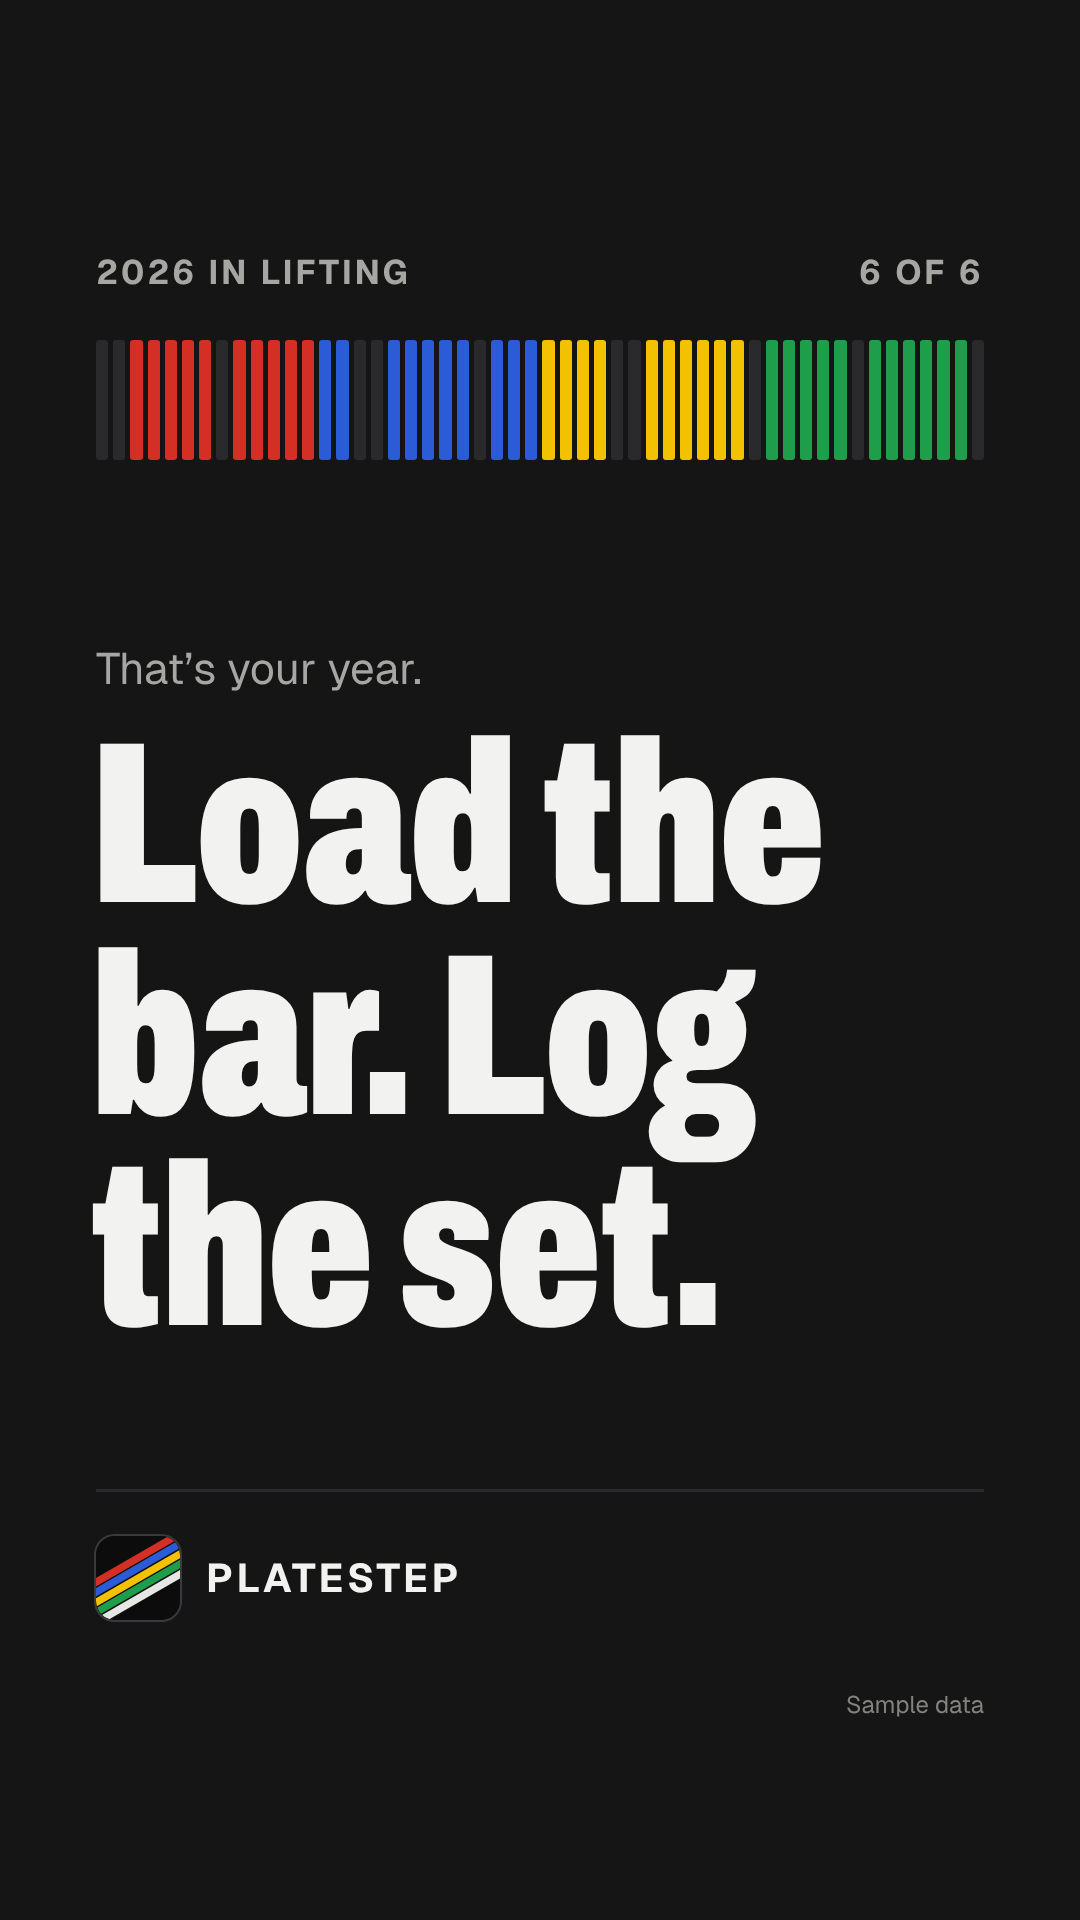 2026 IN LIFTING
6 OF 6
That’s your year.
Load the
bar. Log
the set.
PLATESTEP
Sample data